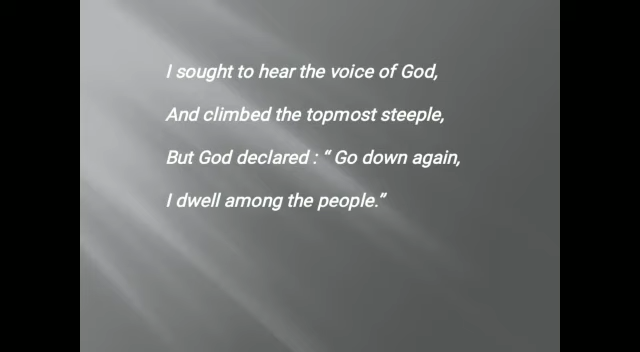 I sought to hear the voice of God,
And climbed the topmost steeple,
But God declared : “ Go down again,
I dwell among the people.”